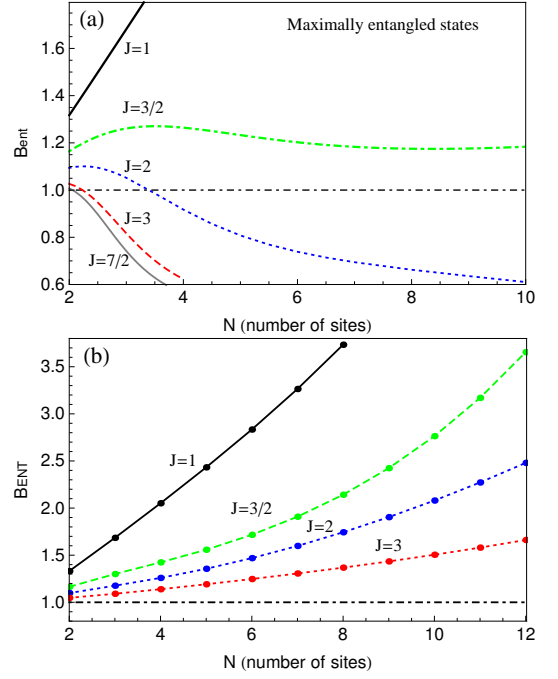 (a)
Maximally entangled states
1.6
J=1
1.4
J=3/2
1.2
J=2
1.0
J=3
0.8
J=7/2
0.6
2
4
6
8
10
Bent
N (number of sites)
(b)
3.5
3.0
2.5
J=1
2.0
J=3/2
J=2
1.5
J=3
1.0
2
4
6
8
10
12
BENT
N (number of sites)